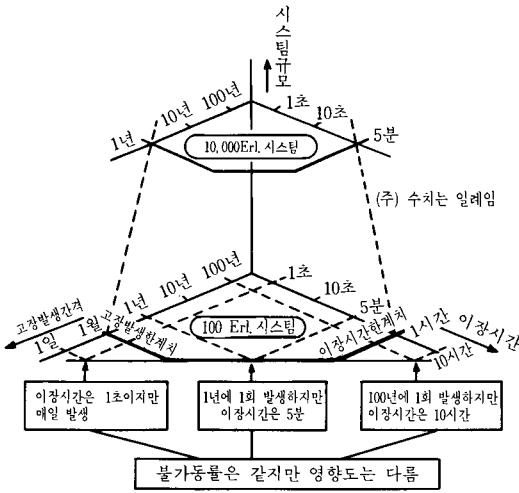 시스팀규모
1년
10년
100년
1초
10초
5분
10,000Erl. 시스팀
(주) 수치는 일례임
고장발생간격
1일
1월
1년
10년
100년
1초
10초
5분
1시간
10시간
이장시간
고장발생한계치
100 Erl. 시스팀
이장시간한계치
이장시간은 1초이지만
매일 발생
1년에 1회 발생하지만
이장시간은 5분
100년에 1회 발생하지만
이장시간은 10시간
불가동률은 같지만 영향도는 다름